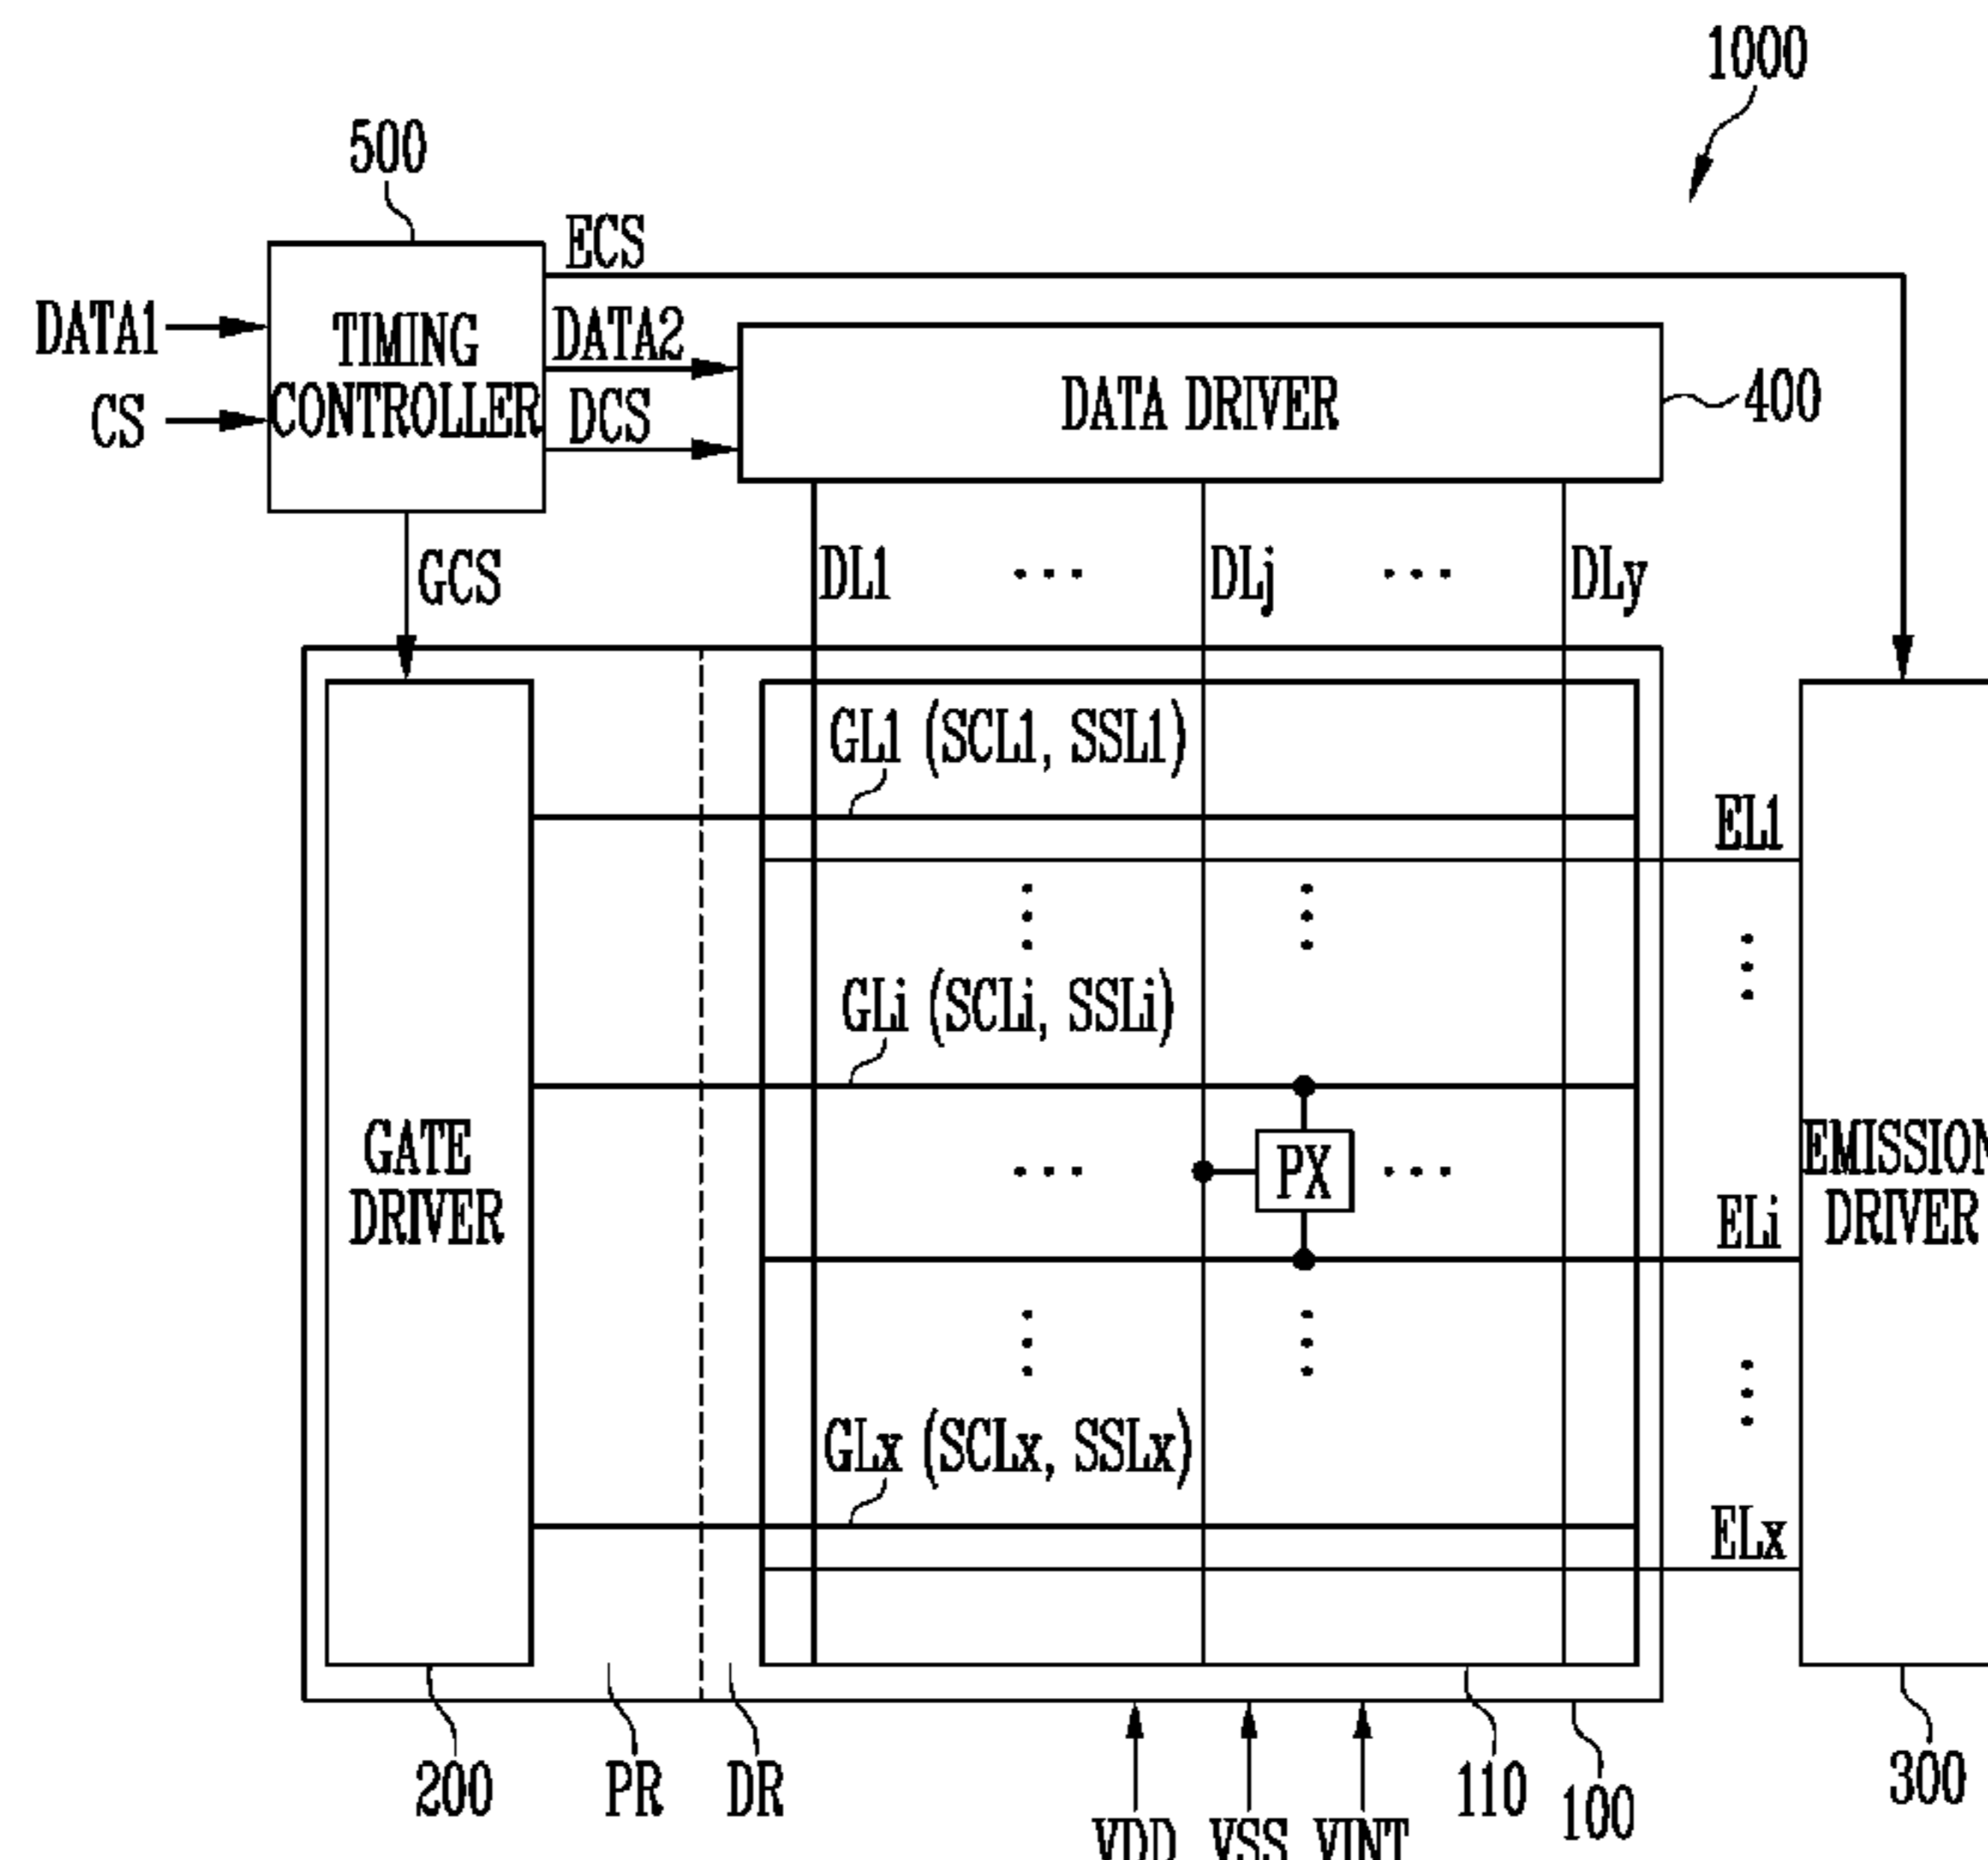 1000
500
ECS
DATA1
TIMING
CONTROLLER
DATA2
DATA DRIVER
400
CS
DCS
GCS
DL1
...
DLj
...
DLy
GL1 (SCL1, SSL1)
EL1
GLi (SCLi, SSLi)
GATE
DRIVER
...
PX
...
EMISSION
DRIVER
ELi
GLx (SCLx, SSLx)
ELx
200
PR
DR
VDD
VSS
VINT
110
100
300